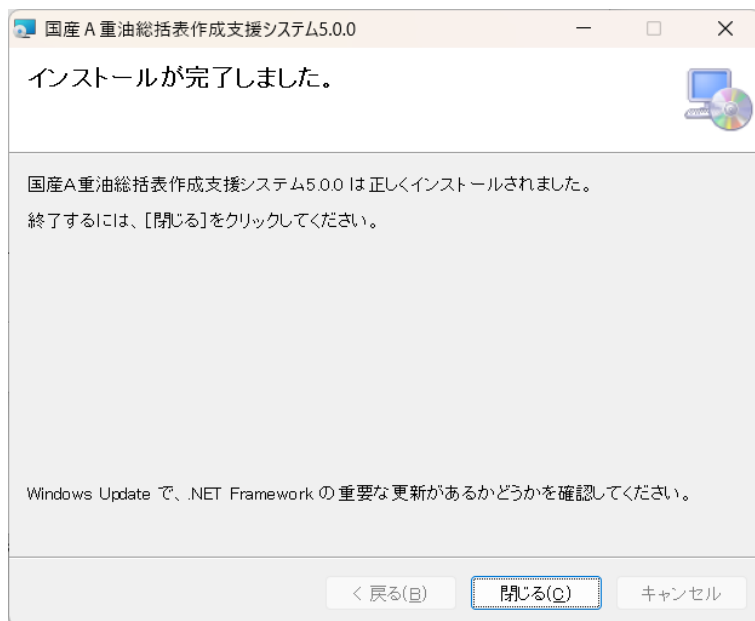 国産Ａ重油総括表作成支援システム5.0.0
インストールが完了しました。
国産Ａ重油総括表作成支援システム5.0.0 は正しくインストールされました。
終了するには、[閉じる]をクリックしてください。
Windows Update で、.NET Framework の重要な更新があるかどうかを確認してください。
< 戻る(B) 閉じる(C) キャンセル